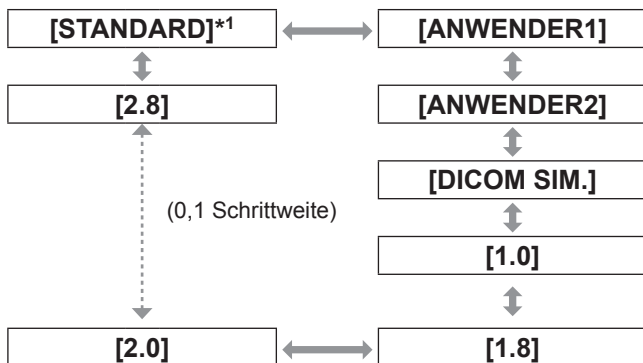 [STANDARD]*1 [ANWENDER1]
[2.8] [ANWENDER2]
[DICOM SIM.]
(0,1 Schrittweite)
[1.0]
[2.0] [1.8]